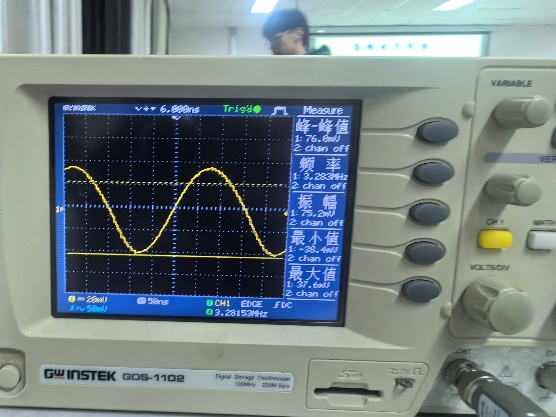 GWINSTEK
6.000ns
Trig'd
Measure
峰-峰值
1: 76.0mV
2: chan off
频率
1: 3.283MHz
2: chan off
振幅
1: 75.2mV
2: chan off
最小值
1: -38.4mV
2: chan off
最大值
1: 37.6mV
2: chan off
20mV
50ns
CH1
EDGE
DC
50mV
3.28153MHz
GWINSTEK
GDS-1102
Digital Storage Oscilloscope
VARIABLE
CH 1
MATH
VOLTS/DIV